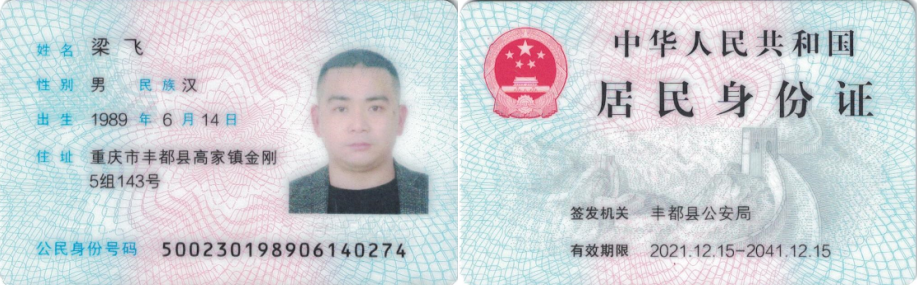 姓名 梁飞
性别 男 民族 汉
出生 1989 年 6 月 14 日
住址 重庆市丰都县高家镇金刚
5组143号
公民身份号码 500230198906140274
中华人民共和国
居民身份证
签发机关 丰都县公安局
有效期限 2021.12.15-2041.12.15